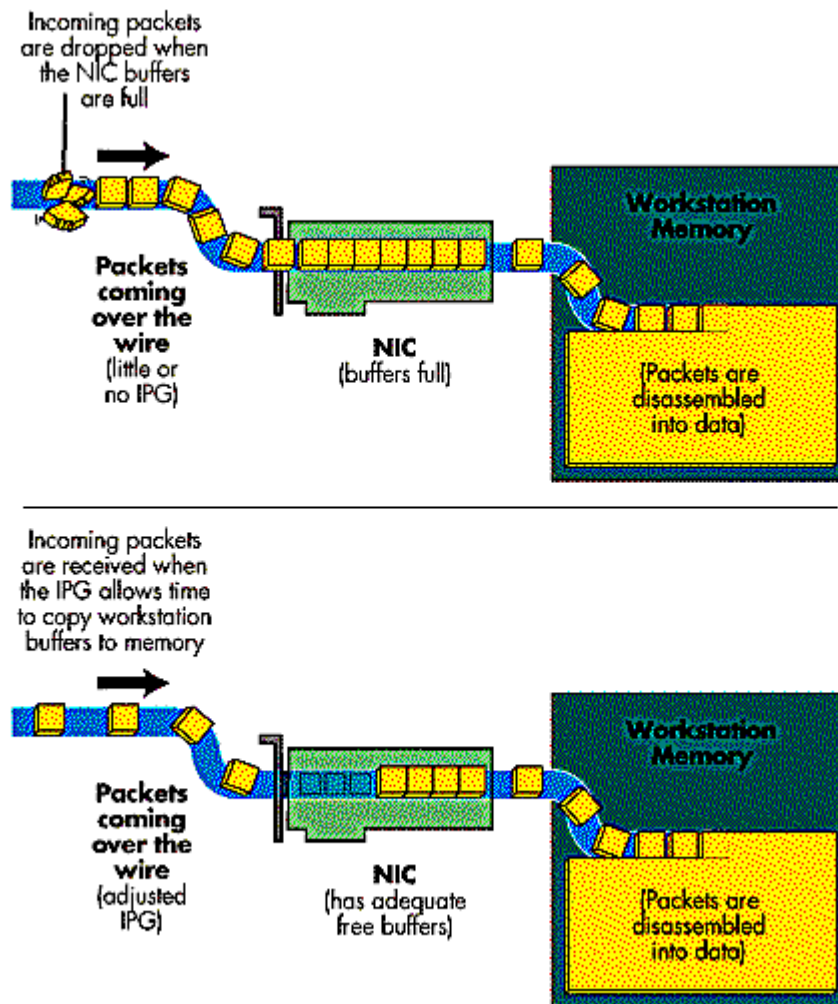 Incoming packets
are dropped when
the NIC buffers
are full
Workstation
Memory
Packets
coming
over the
wire
(little or
no IPG)
NIC
(buffers full)
(Packets are
disassembled
into data)
Incoming packets
are received when
the IPG allows time
to copy workstation
buffers to memory
Workstation
Memory
Packets
coming
over the
wire
(adjusted
IPG)
NIC
(has adequate
free buffers)
(Packets are
disassembled
into data)